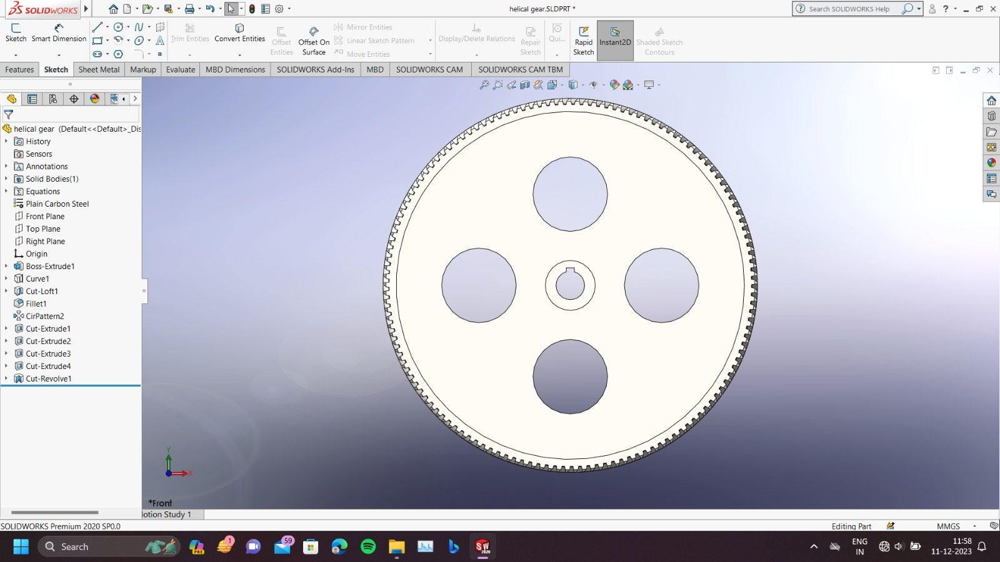 SOLIDWORKS
helical gear.SLDPRT *
Search SOLIDWORKS Help
?
Sketch
Smart Dimension
Trim Entities
Convert Entities
Offset Entities
Offset On Surface
Mirror Entities
Linear Sketch Pattern
Move Entities
Display/Delete Relations
Repair Sketch
Qui...
Rapid Sketch
Instant2D
Shaded Sketch Contours
Features
Sketch
Sheet Metal
Markup
Evaluate
MBD Dimensions
SOLIDWORKS Add-Ins
MBD
SOLIDWORKS CAM
SOLIDWORKS CAM TBM
helical gear (Default<<Default>_Dis
History
Sensors
Annotations
Solid Bodies(1)
Equations
Plain Carbon Steel
Front Plane
Top Plane
Right Plane
Origin
Boss-Extrude1
Curve1
Cut-Loft1
Fillet1
CirPattern2
Cut-Extrude1
Cut-Extrude2
Cut-Extrude3
Cut-Extrude4
Cut-Revolve1
Y
X
*Front
otion Study 1
SOLIDWORKS Premium 2020 SP0.0
Editing Part
MMGS
Search
PRE
1
59
SW
2020
ENG
IN
11:58
11-12-2023